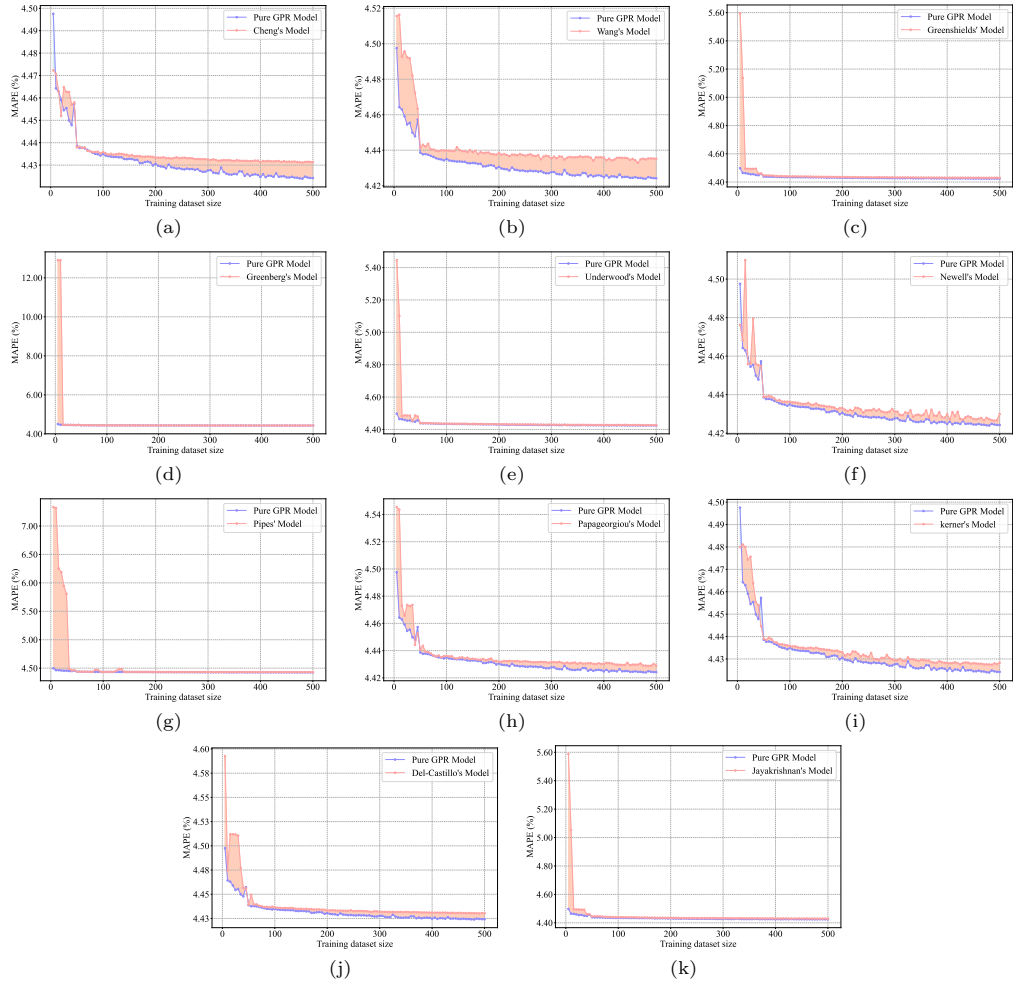 4.50
4.49
4.47
4.46
4.45
4.44
4.43
MAPE (%)
Pure GPR Model
Cheng's Model
0 100 200 300 400 500
Training dataset size
(a)
4.52
4.50
4.48
4.46
4.44
4.42
MAPE (%)
Pure GPR Model
Wang's Model
0 100 200 300 400 500
Training dataset size
(b)
5.60
5.40
5.20
5.00
4.80
4.60
4.40
MAPE (%)
Pure GPR Model
Greenshields' Model
0 100 200 300 400 500
Training dataset size
(c)
12.00
10.00
8.00
6.00
4.00
MAPE (%)
Pure GPR Model
Greenberg's Model
0 100 200 300 400 500
Training dataset size
(d)
5.40
5.20
5.00
4.80
4.60
4.40
MAPE (%)
Pure GPR Model
Underwood's Model
0 100 200 300 400 500
Training dataset size
(e)
4.50
4.48
4.46
4.44
4.42
MAPE (%)
Pure GPR Model
Newell's Model
0 100 200 300 400 500
Training dataset size
(f)
7.00
6.50
6.00
5.50
5.00
4.50
MAPE (%)
Pure GPR Model
Pipes' Model
0 100 200 300 400 500
Training dataset size
(g)
4.54
4.52
4.50
4.48
4.46
4.44
4.42
MAPE (%)
Pure GPR Model
Papageorgiou's Model
0 100 200 300 400 500
Training dataset size
(h)
4.50
4.49
4.48
4.47
4.46
4.45
4.44
4.43
MAPE (%)
Pure GPR Model
kerner's Model
0 100 200 300 400 500
Training dataset size
(i)
4.60
4.58
4.55
4.53
4.50
4.48
4.45
4.43
MAPE (%)
Pure GPR Model
Del-Castillo's Model
0 100 200 300 400 500
Training dataset size
(j)
5.60
5.40
5.20
5.00
4.80
4.60
4.40
MAPE (%)
Pure GPR Model
Jayakrishnan's Model
0 100 200 300 400 500
Training dataset size
(k)